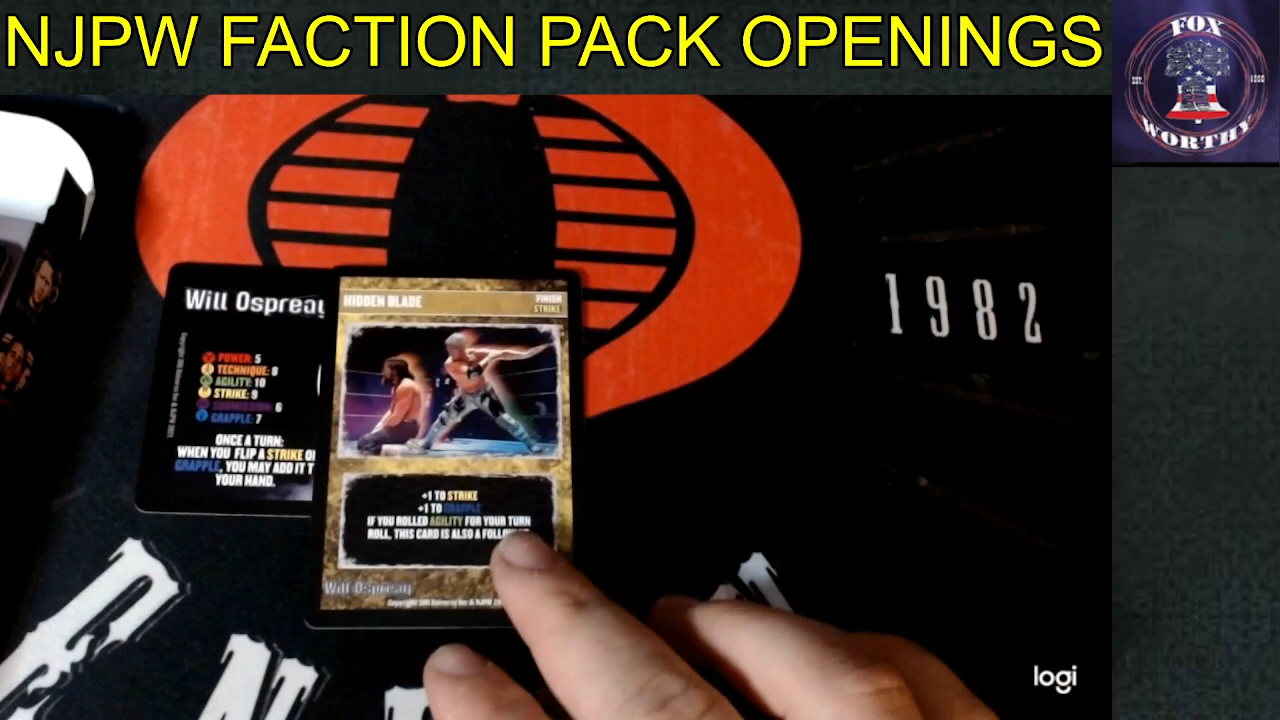 NJPW FACTION PACK OPENINGS
FOX
EST.
WORTHY
1982
Will Ospreay
POWER: 5
TECHNIQUE: 8
AGILITY: 10
STRIKE: 9
SUBMISSION: 6
GRAPPLE: 7
ONCE A TURN:
WHEN YOU FLIP A STRIKE
GRAPPLE, YOU MAY ADD IT
YOUR HAND.
HIDDEN BLADE
FINISH
STRIKE
+1 TO STRIKE
+1 TO GRAPPLE
IF YOU ROLLED AGILITY FOR YOUR TURN
ROLL, THIS CARD IS ALSO A
Will Ospreay
Copyright
logi